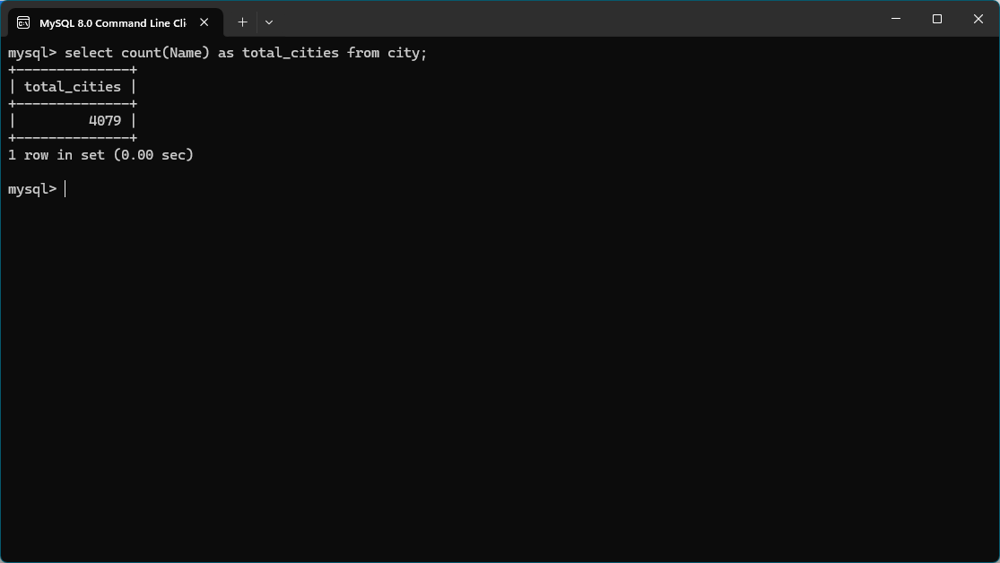 MySQL 8.0 Command Line Cli
mysql> select count(Name) as total_cities from city;
+--------------+
| total_cities |
+--------------+
|         4079 |
+--------------+
1 row in set (0.00 sec)
mysql>